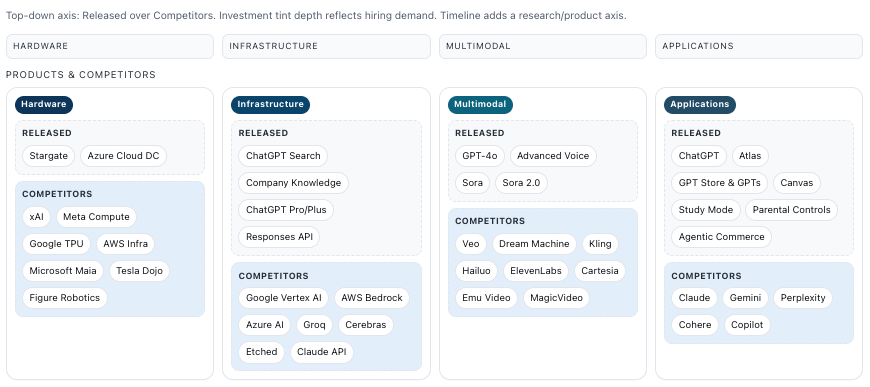 Top-down axis: Released over Competitors. Investment tint depth reflects hiring demand. Timeline adds a research/product axis.
HARDWARE
INFRASTRUCTURE
MULTIMODAL
APPLICATIONS
PRODUCTS & COMPETITORS
Hardware
RELEASED
Stargate Azure Cloud DC
COMPETITORS
xAI Meta Compute
Google TPU AWS Infra
Microsoft Maia Tesla Dojo
Figure Robotics
Infrastructure
RELEASED
ChatGPT Search
Company Knowledge
ChatGPT Pro/Plus
Responses API
COMPETITORS
Google Vertex AI AWS Bedrock
Azure AI Groq Cerebras
Etched Claude API
Multimodal
RELEASED
GPT-4o Advanced Voice
Sora Sora 2.0
COMPETITORS
Veo Dream Machine Kling
Hailuo ElevenLabs Cartesia
Emu Video MagicVideo
Applications
RELEASED
ChatGPT Atlas
GPT Store & GPTs Canvas
Study Mode Parental Controls
Agentic Commerce
COMPETITORS
Claude Gemini Perplexity
Cohere Copilot